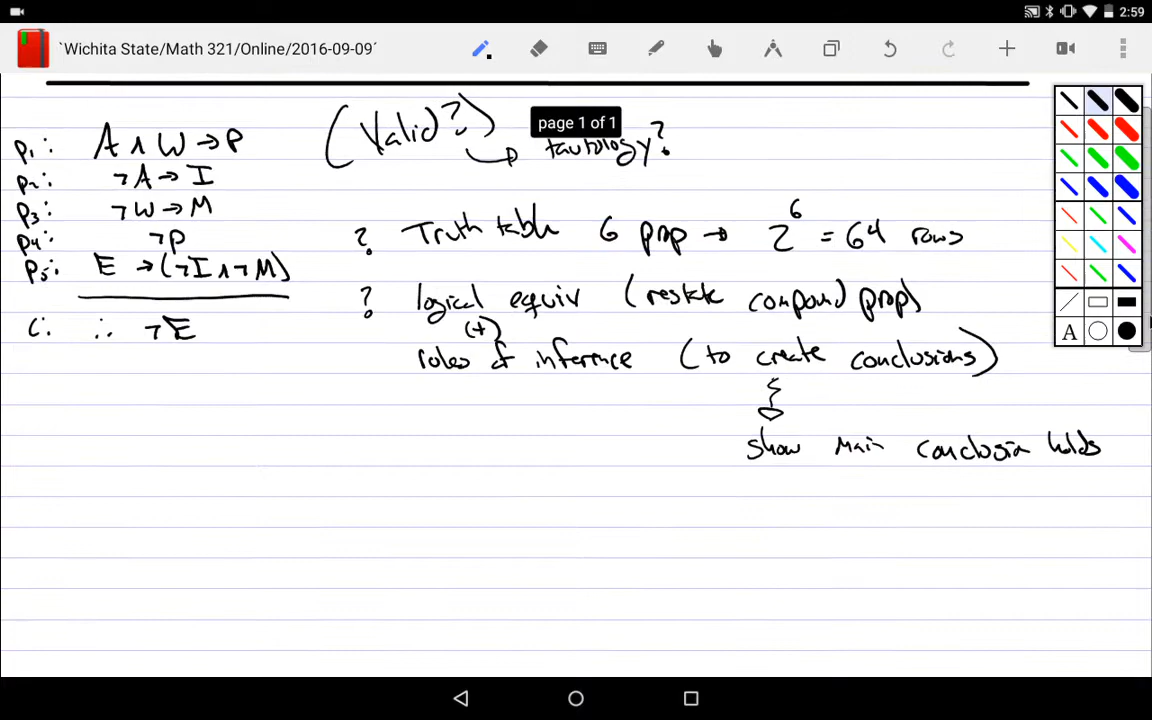 2:59
`Wichita State/Math 321/Online/2016-09-09´
page 1 of 1
(Valid?) → tautology?
p₁: A ∧ W → P
p₂: ¬A → I
p₃: ¬W → M
p₄: ¬P
p₅: E → (¬I ∧ ¬M)
C: ∴ ¬E
? Truth table 6 prop → 2⁶ = 64 rows
? logical equiv (restate compound prop)
(+)
rules of inference (to create conclusions)
show main conclusion holds
A